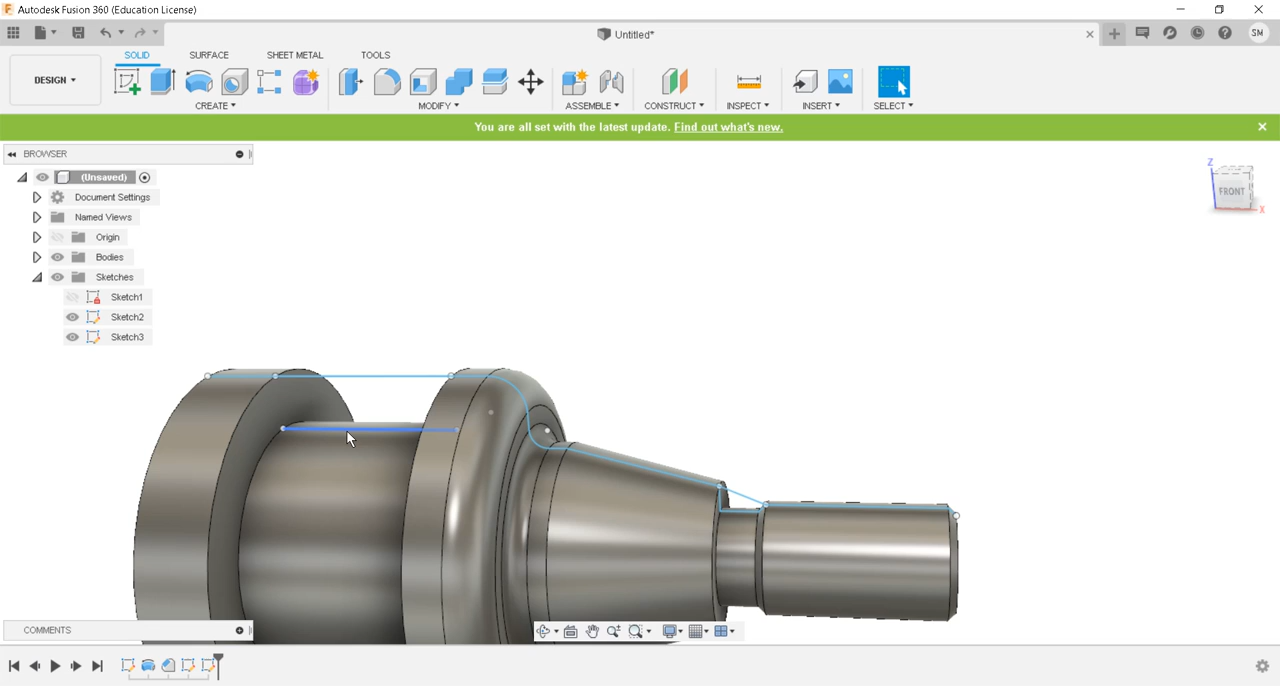 Autodesk Fusion 360 (Education License)
Untitled*
SM
SOLID SURFACE SHEET METAL TOOLS
DESIGN ▾
CREATE ▾ MODIFY ▾ ASSEMBLE ▾ CONSTRUCT ▾ INSPECT ▾ INSERT ▾ SELECT ▾
You are all set with the latest update. Find out what's new.
BROWSER
(Unsaved)
Document Settings
Named Views
Origin
Bodies
Sketches
Sketch1
Sketch2
Sketch3
Z
FRONT
X
COMMENTS